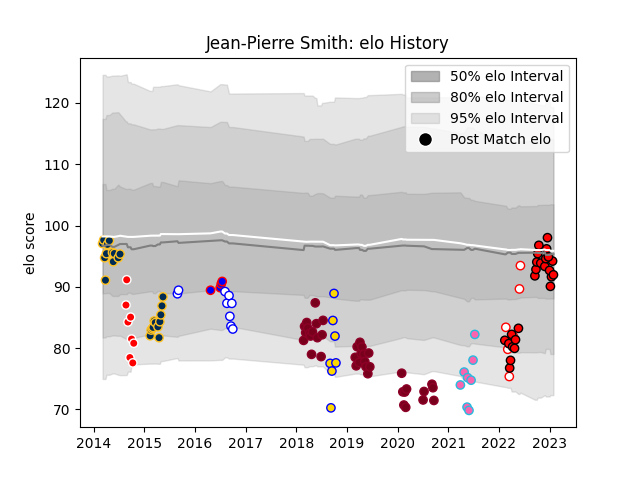 Jean-Pierre Smith: elo History
50% elo Interval
80% elo Interval
95% elo Interval
Post Match elo
elo score
120
110
100
90
80
70
2014 2015 2016 2017 2018 2019 2020 2021 2022 2023